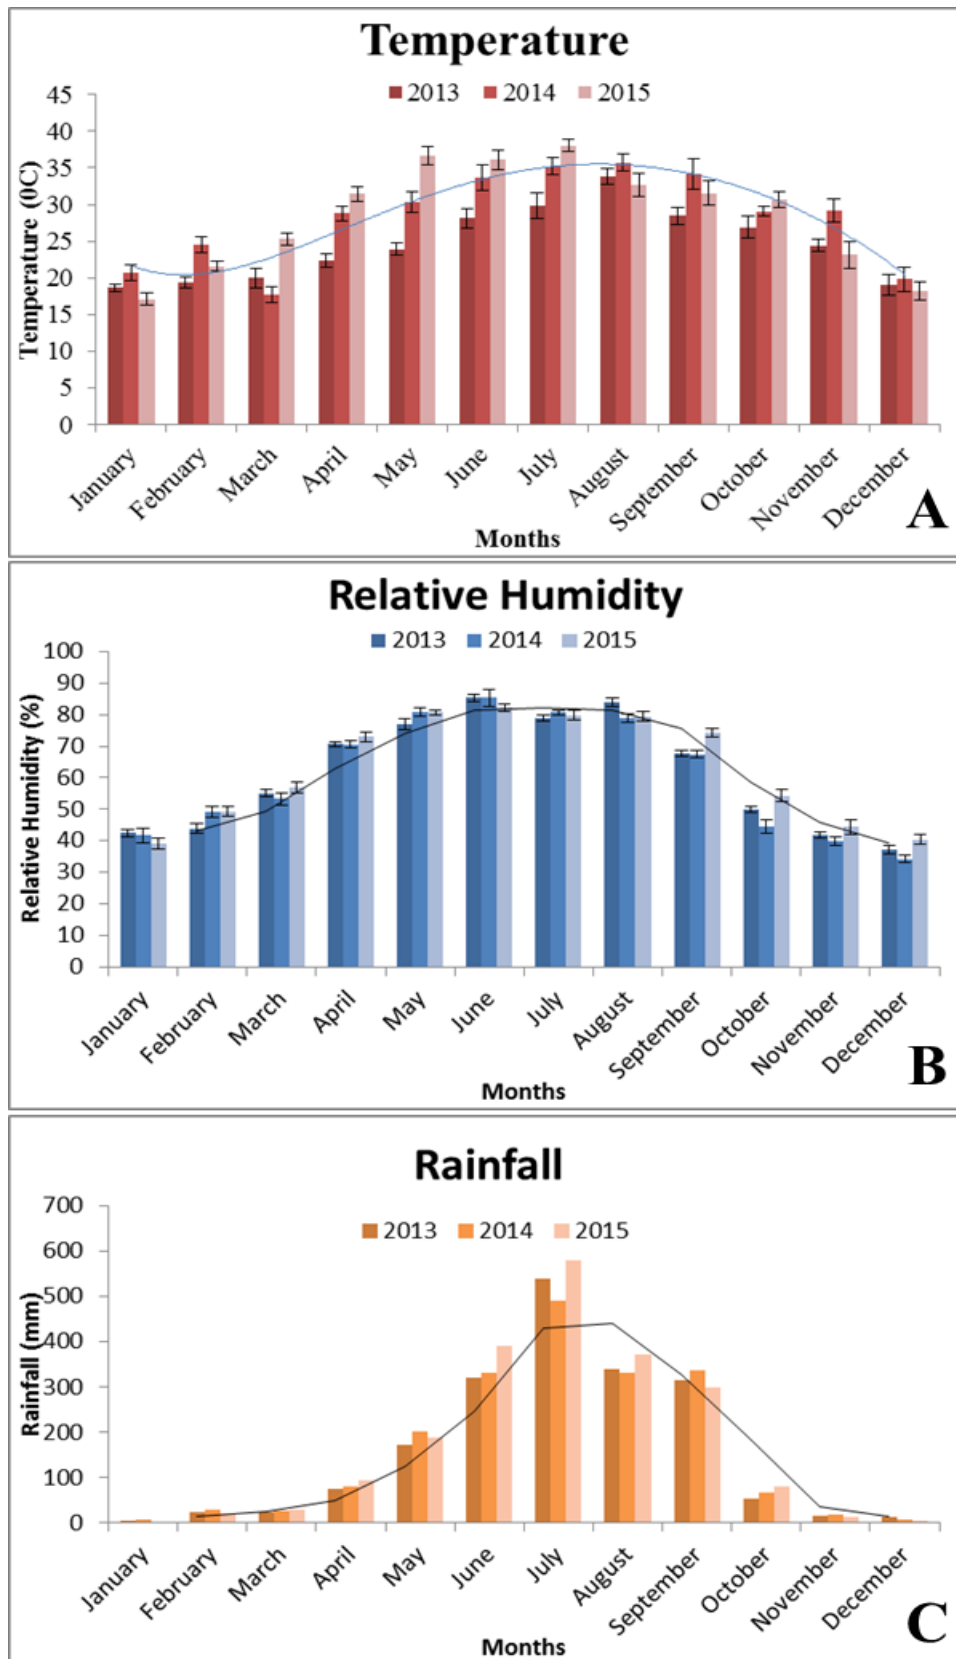 Temperature
2013 2014 2015
45
40
35
30
25
20
15
10
5
0
Temperature (0C)
January February March April May June July August September October November December
Months
A
Relative Humidity
2013 2014 2015
100
90
80
70
60
50
40
30
20
10
0
Relative Humidity (%)
January February March April May June July August September October November December
Months
B
Rainfall
2013 2014 2015
700
600
500
400
300
200
100
0
Rainfall (mm)
January February March April May June July August September October November December
Months
C